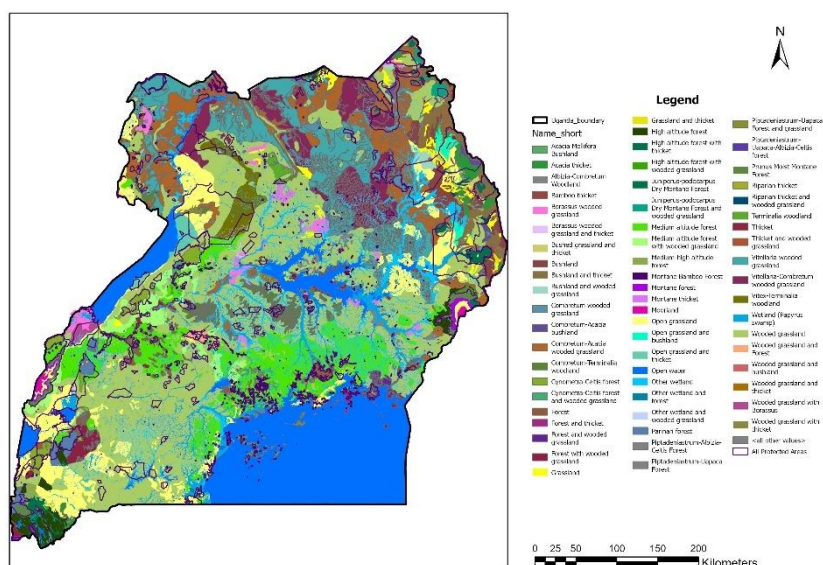 N
Legend
Uganda_boundary
Name_short
Acacia Mellifera
Bushland
Acacia thicket
Albizia-Combretum
Woodland
Bamboo thicket
Borassus wooded
grassland
Borassus wooded
grassland and thicket
Bushed grassland and
thicket
Bushland
Bushland and thicket
Bushland and wooded
grassland
Combretum wooded
grassland
Combretum-Acacia
bushland
Combretum-Acacia
wooded grassland
Combretum-Terminalia
woodland
Cynometra-Celtis forest
Cynometra-Celtis forest
and wooded grassland
Forest
Forest and thicket
Forest and wooded
grassland
Forest with wooded
grassland
Grassland
Grassland and thicket
High altitude forest
High altitude forest with
thicket
High altitude forest with
wooded grassland
Juniperus-podocarpus
Dry Montane Forest
Juniperus-podocarpus
Dry Montane Forest and
wooded grassland
Medium altitude forest
Medium altitude forest
with wooded grassland
Medium-high altitude
forest
Montane Bamboo Forest
Montane forest
Montane thicket
Moorland
Open grassland
Open grassland and
bushland
Open grassland and
thicket
Open water
Other wetland
Other wetland and
forest
Other wetland and
wooded grassland
Parinari forest
Piptadeniastrum-Albizia-
Celtis Forest
Piptadeniastrum-Uapaca
Forest
Piptadeniastrum-Uapaca
Forest and grassland
Piptadeniastrum-
Uapaca-Albizia-Celtis
forest
Prunus Moist Montane
Forest
Riparian thicket
Riparian thicket and
wooded grassland
Terminalia woodland
Thicket
Thicket and wooded
grassland
Vitellaria wooded
grassland
Vitellaria-Combretum
wooded grassland
Vitex-Terminalia
woodland
Wetland (Papyrus
swamp)
Wooded grassland
Wooded grassland
and Forest
Wooded grassland and
bushland
Wooded grassland and
thicket
Wooded grassland with
Borassus
Wooded grassland with
thicket
<all other values>
All Protected Areas
0 25 50 100 150 200
Kilometers